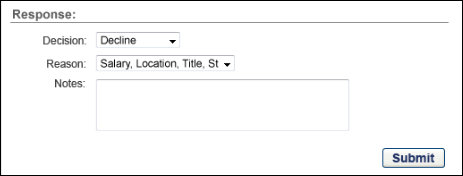 Response:
Decision: Decline
Reason: Salary, Location, Title, St
Notes:
Submit